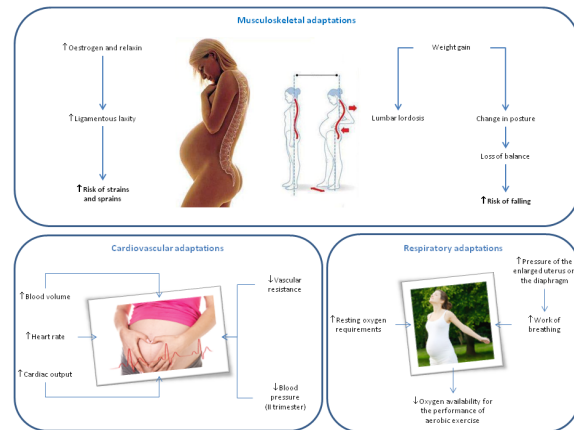 Musculoskeletal adaptations
↑Oestrogen and relaxin
↑Ligamentous laxity
↑Risk of strains
and sprains
Weight gain
Lumbar lordosis
Change in posture
Loss of balance
↑Risk of falling
Cardiovascular adaptations
↑Blood volume
↑Heart rate
↑Cardiac output
↓Vascular
resistance
↓Blood
pressure
(II trimester)
Respiratory adaptations
↑Resting oxygen
requirements
↑Pressure of the
enlarged uterus on
the diaphragm
↑Work of
breathing
↓Oxygen availability for
the performance of
aerobic exercise